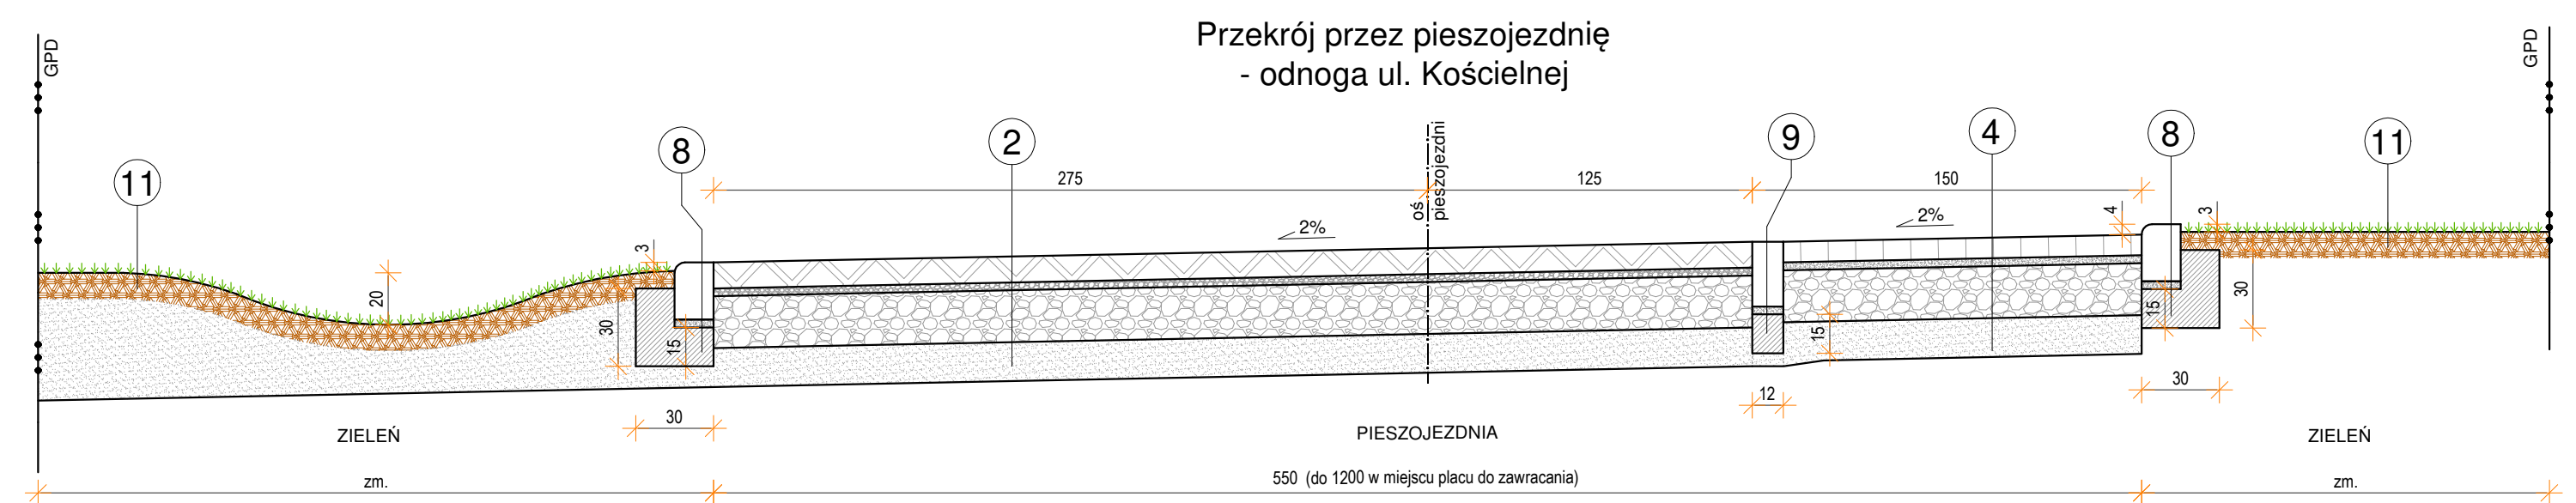 Przekrój przez pieszojezdnię
- odnoga ul. Kościelnej
GPD
GPD
11
8
2
9
4
8
11
275
125
150
oś
pieszojezdni
2%
2%
3
4
3
20
30
15
15
15
30
30
12
30
ZIELEŃ
PIESZOJEZDNIA
ZIELEŃ
zm.
550 (do 1200 w miejscu placu do zawracania)
zm.